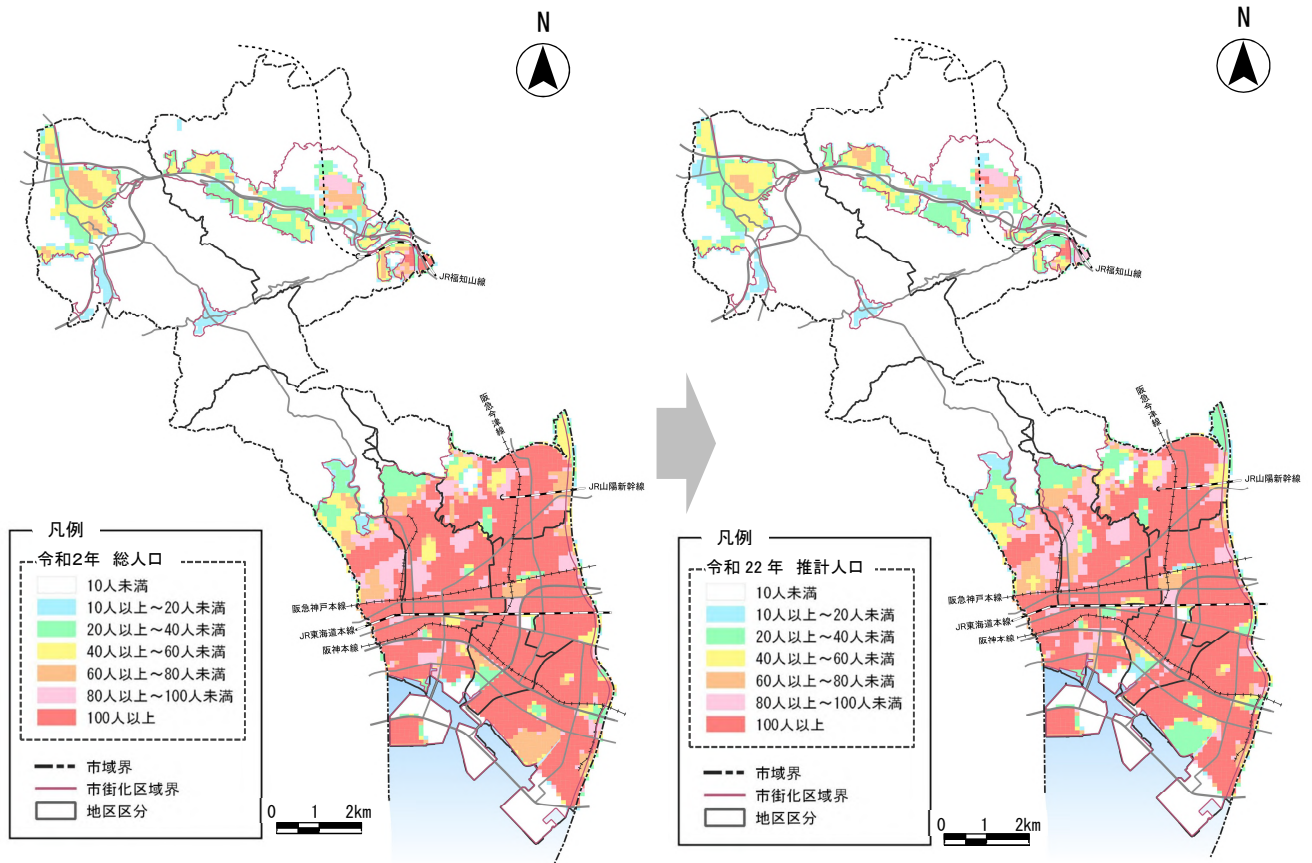 N
JR福知山線
阪急今津線
JR山陽新幹線
阪急神戸本線
JR東海道本線
阪神本線
凡例
令和2年 総人口
10人未満
10人以上～20人未満
20人以上～40人未満
40人以上～60人未満
60人以上～80人未満
80人以上～100人未満
100人以上
市域界
市街化区域界
地区区分
0 1 2km
N
JR福知山線
阪急今津線
JR山陽新幹線
阪急神戸本線
JR東海道本線
阪神本線
凡例
令和 22 年 推計人口
10人未満
10人以上～20人未満
20人以上～40人未満
40人以上～60人未満
60人以上～80人未満
80人以上～100人未満
100人以上
市域界
市街化区域界
地区区分
0 1 2km